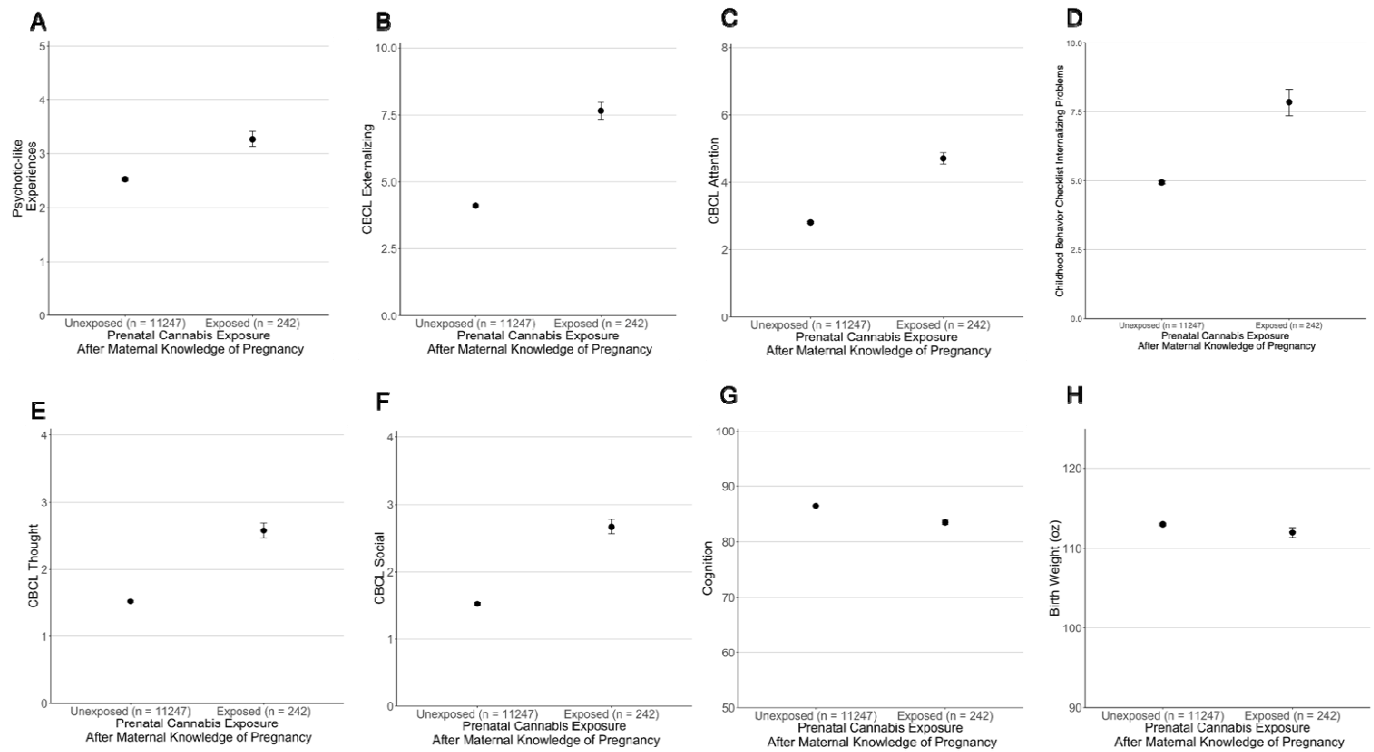 A
5
4
3
2
1
0
Psychotic-like
Experiences
Unexposed (n = 11247) Exposed (n = 242)
Prenatal Cannabis Exposure
After Maternal Knowledge of Pregnancy
B
10.0
7.5
5.0
2.5
0.0
CBCL Externalizing
Unexposed (n = 11247) Exposed (n = 242)
Prenatal Cannabis Exposure
After Maternal Knowledge of Pregnancy
C
8
6
4
2
0
CBCL Attention
Unexposed (n = 11247) Exposed (n = 242)
Prenatal Cannabis Exposure
After Maternal Knowledge of Pregnancy
D
10.0
7.5
5.0
2.5
0.0
Childhood Behavior Checklist Internalizing Problems
Unexposed (n = 11247) Exposed (n = 242)
Prenatal Cannabis Exposure
After Maternal Knowledge of Pregnancy
E
4
3
2
1
0
CBCL Thought
Unexposed (n = 11247) Exposed (n = 242)
Prenatal Cannabis Exposure
After Maternal Knowledge of Pregnancy
F
4
3
2
1
0
CBCL Social
Unexposed (n = 11247) Exposed (n = 242)
Prenatal Cannabis Exposure
After Maternal Knowledge of Pregnancy
G
100
90
80
70
60
50
Cognition
Unexposed (n = 11247) Exposed (n = 242)
Prenatal Cannabis Exposure
After Maternal Knowledge of Pregnancy
H
120
110
100
90
Birth Weight (oz)
Unexposed (n = 11247) Exposed (n = 242)
Prenatal Cannabis Exposure
After Maternal Knowledge of Pregnancy